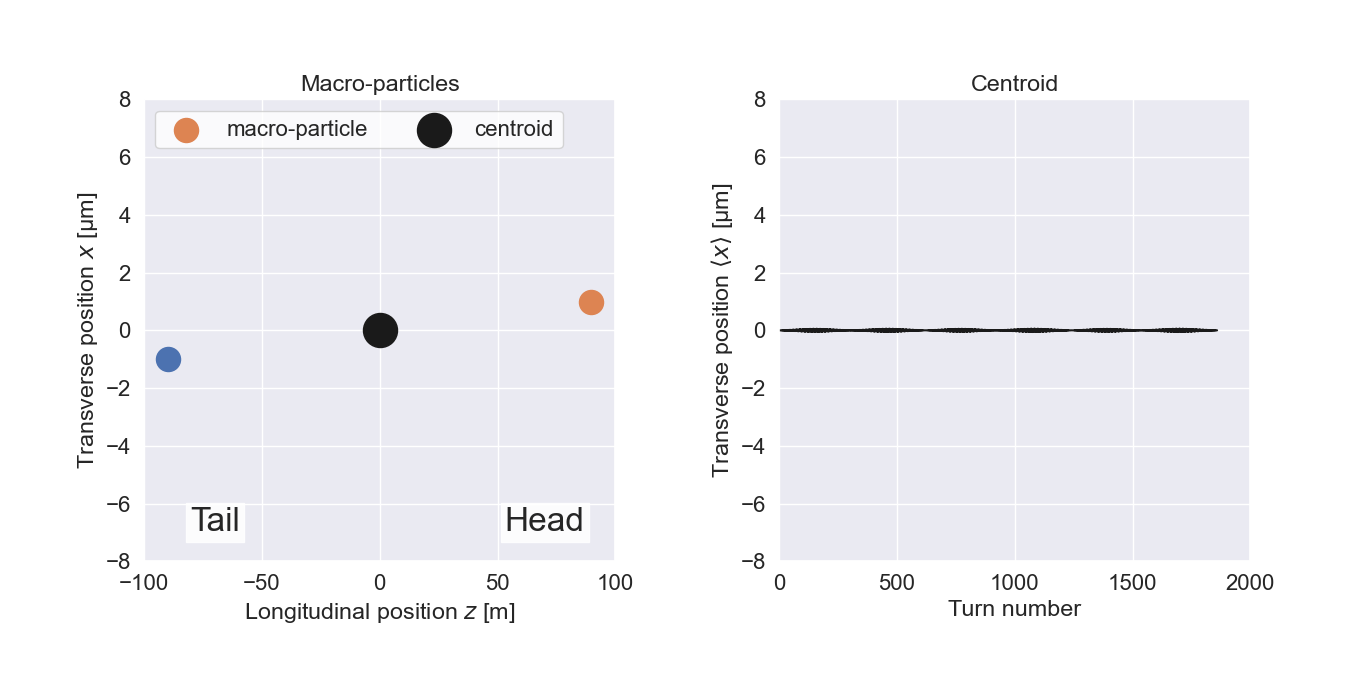 Macro-particles
macro-particle
centroid
Transverse position x [μm]
8
6
4
2
0
−2
−4
−6
−8
Tail
Head
−100
−50
0
50
100
Longitudinal position z [m]
Centroid
Transverse position ⟨x⟩ [μm]
8
6
4
2
0
−2
−4
−6
−8
0
500
1000
1500
2000
Turn number